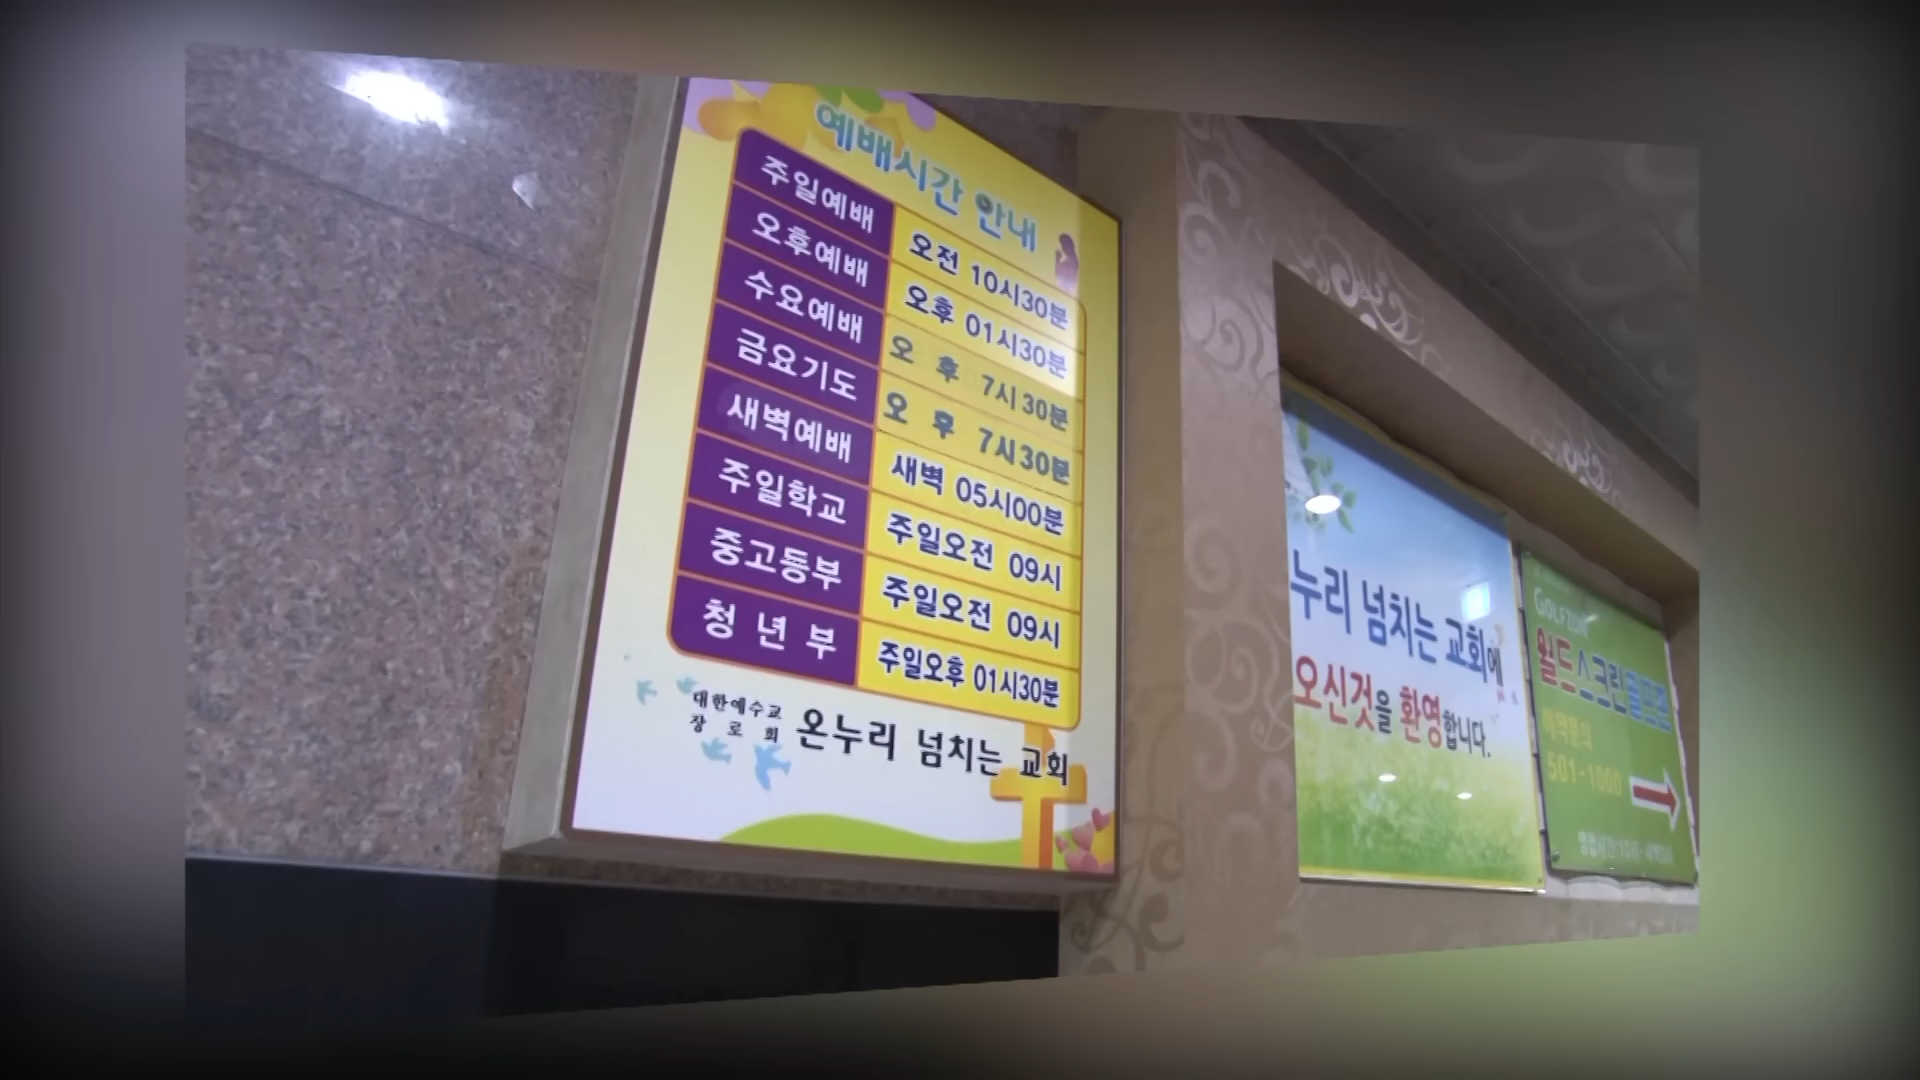 예배시간 안내
주일예배 오전 10시30분
오후예배 오후 01시30분
수요예배 오 후 7시30분
금요기도 오 후 7시30분
새벽예배 새벽 05시00분
주일학교 주일오전 09시
중고등부 주일오전 09시
청 년 부 주일오후 01시30분
대한예수교
장 로 회
온누리 넘치는 교회
누리 넘치는 교회에
오신것을 환영합니다.
GOLFZON
월드스크린골프존
예약문의
501-1000